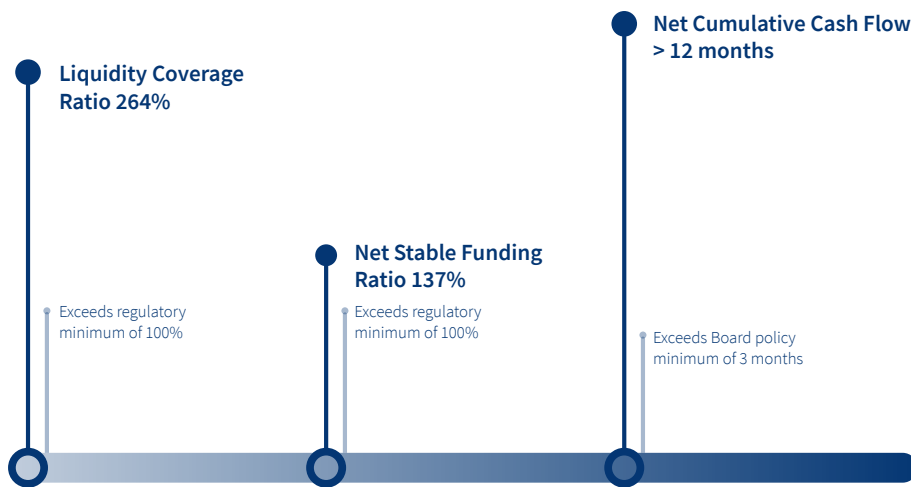 Liquidity Coverage
Ratio 264%
Exceeds regulatory
minimum of 100%
Net Stable Funding
Ratio 137%
Exceeds regulatory
minimum of 100%
Net Cumulative Cash Flow
> 12 months
Exceeds Board policy
minimum of 3 months